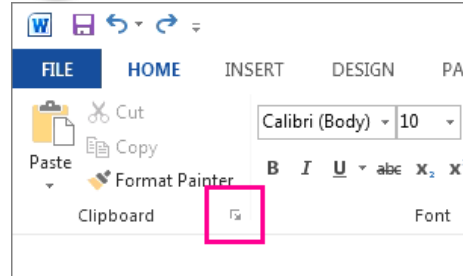 W
FILE HOME INSERT DESIGN PA
Cut
Calibri (Body) 10
Copy
Paste
B I U abc X₂ X
Format Painter
Clipboard Font